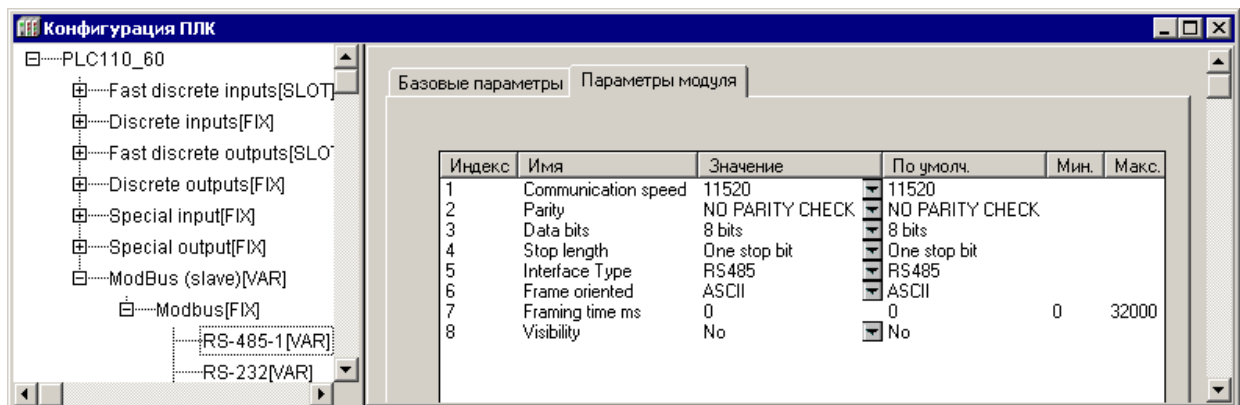 Конфигурация ПЛК
PLC110_60
Fast discrete inputs[SLOT]
Discrete inputs[FIX]
Fast discrete outputs[SLO
Discrete outputs[FIX]
Special input[FIX]
Special output[FIX]
ModBus (slave)[VAR]
Modbus[FIX]
RS-485-1[VAR]
RS-232[VAR]
Базовые параметры Параметры модуля
Индекс Имя Значение По умолч. Мин. Макс.
1 Communication speed 11520 11520
2 Parity NO PARITY CHECK NO PARITY CHECK
3 Data bits 8 bits 8 bits
4 Stop length One stop bit One stop bit
5 Interface Type RS485 RS485
6 Frame oriented ASCII ASCII
7 Framing time ms 0 0 0 32000
8 Visibility No No